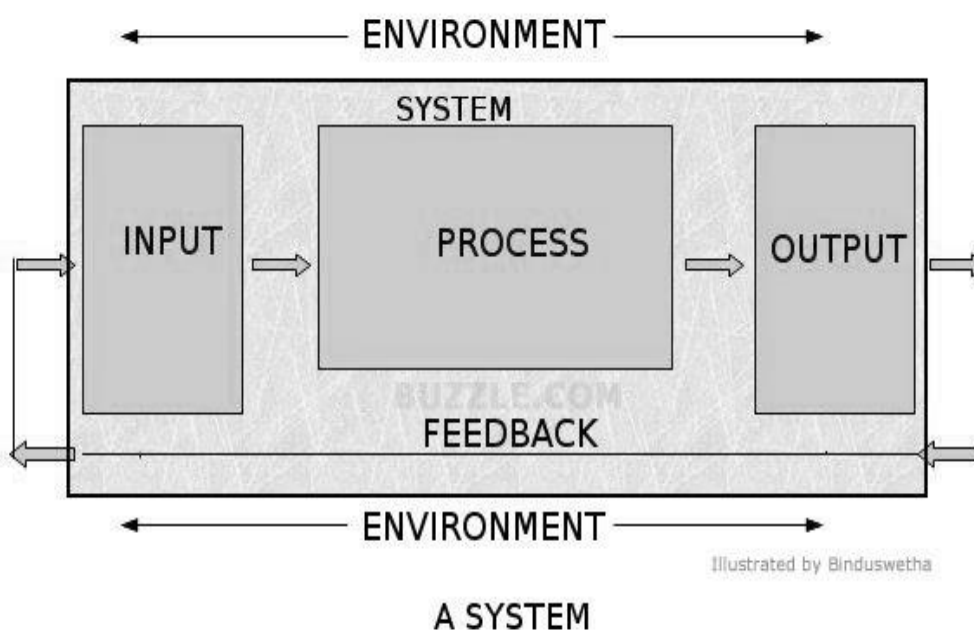 ENVIRONMENT
SYSTEM
INPUT
PROCESS
OUTPUT
BUZZLE.COM
FEEDBACK
ENVIRONMENT
Illustrated by Binduswetha
A SYSTEM